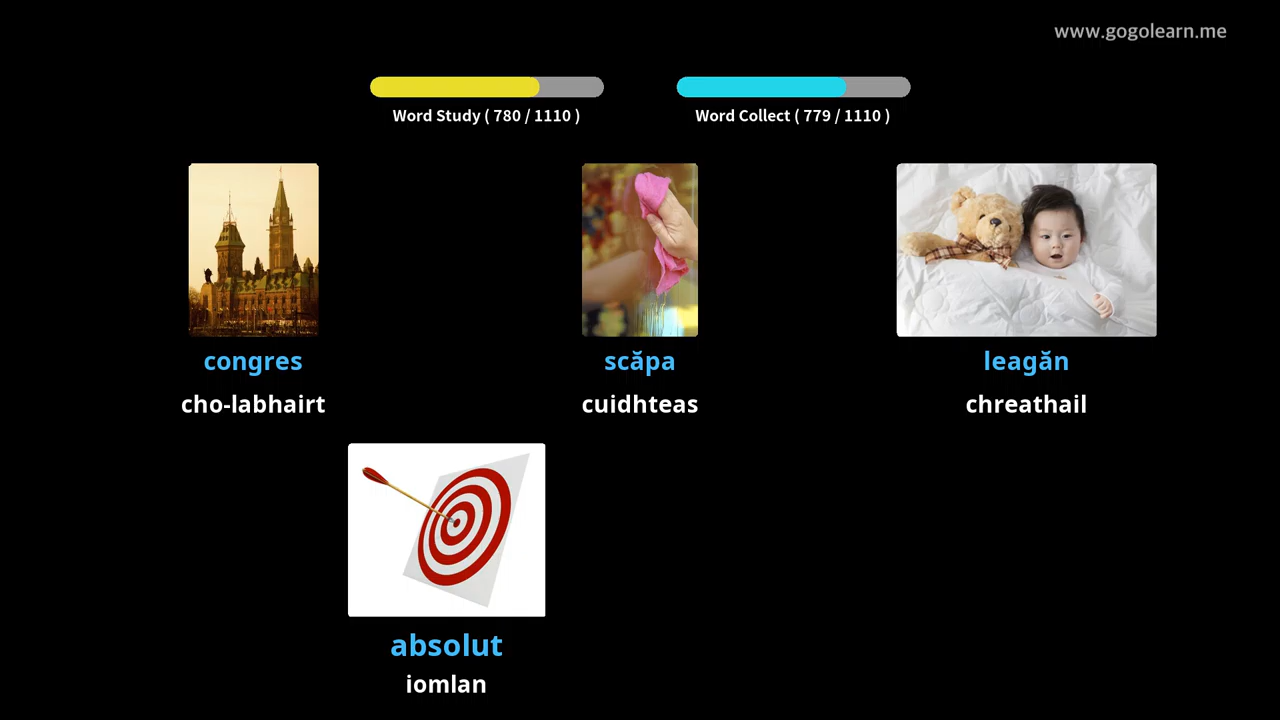 www.gogolearn.me
Word Study ( 780 / 1110 )
Word Collect ( 779 / 1110 )
congres
scăpa
leagăn
cho-labhairt
cuidhteas
chreathail
absolut
iomlan